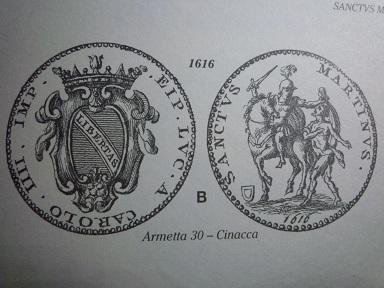 SANCTVS M
1616
· EIP. LVC. A CAROLO. IIII. IMP.
LIBERTAS
SANCTVS MARTINVS.
1616
B
Armetta 30 – Cinacca